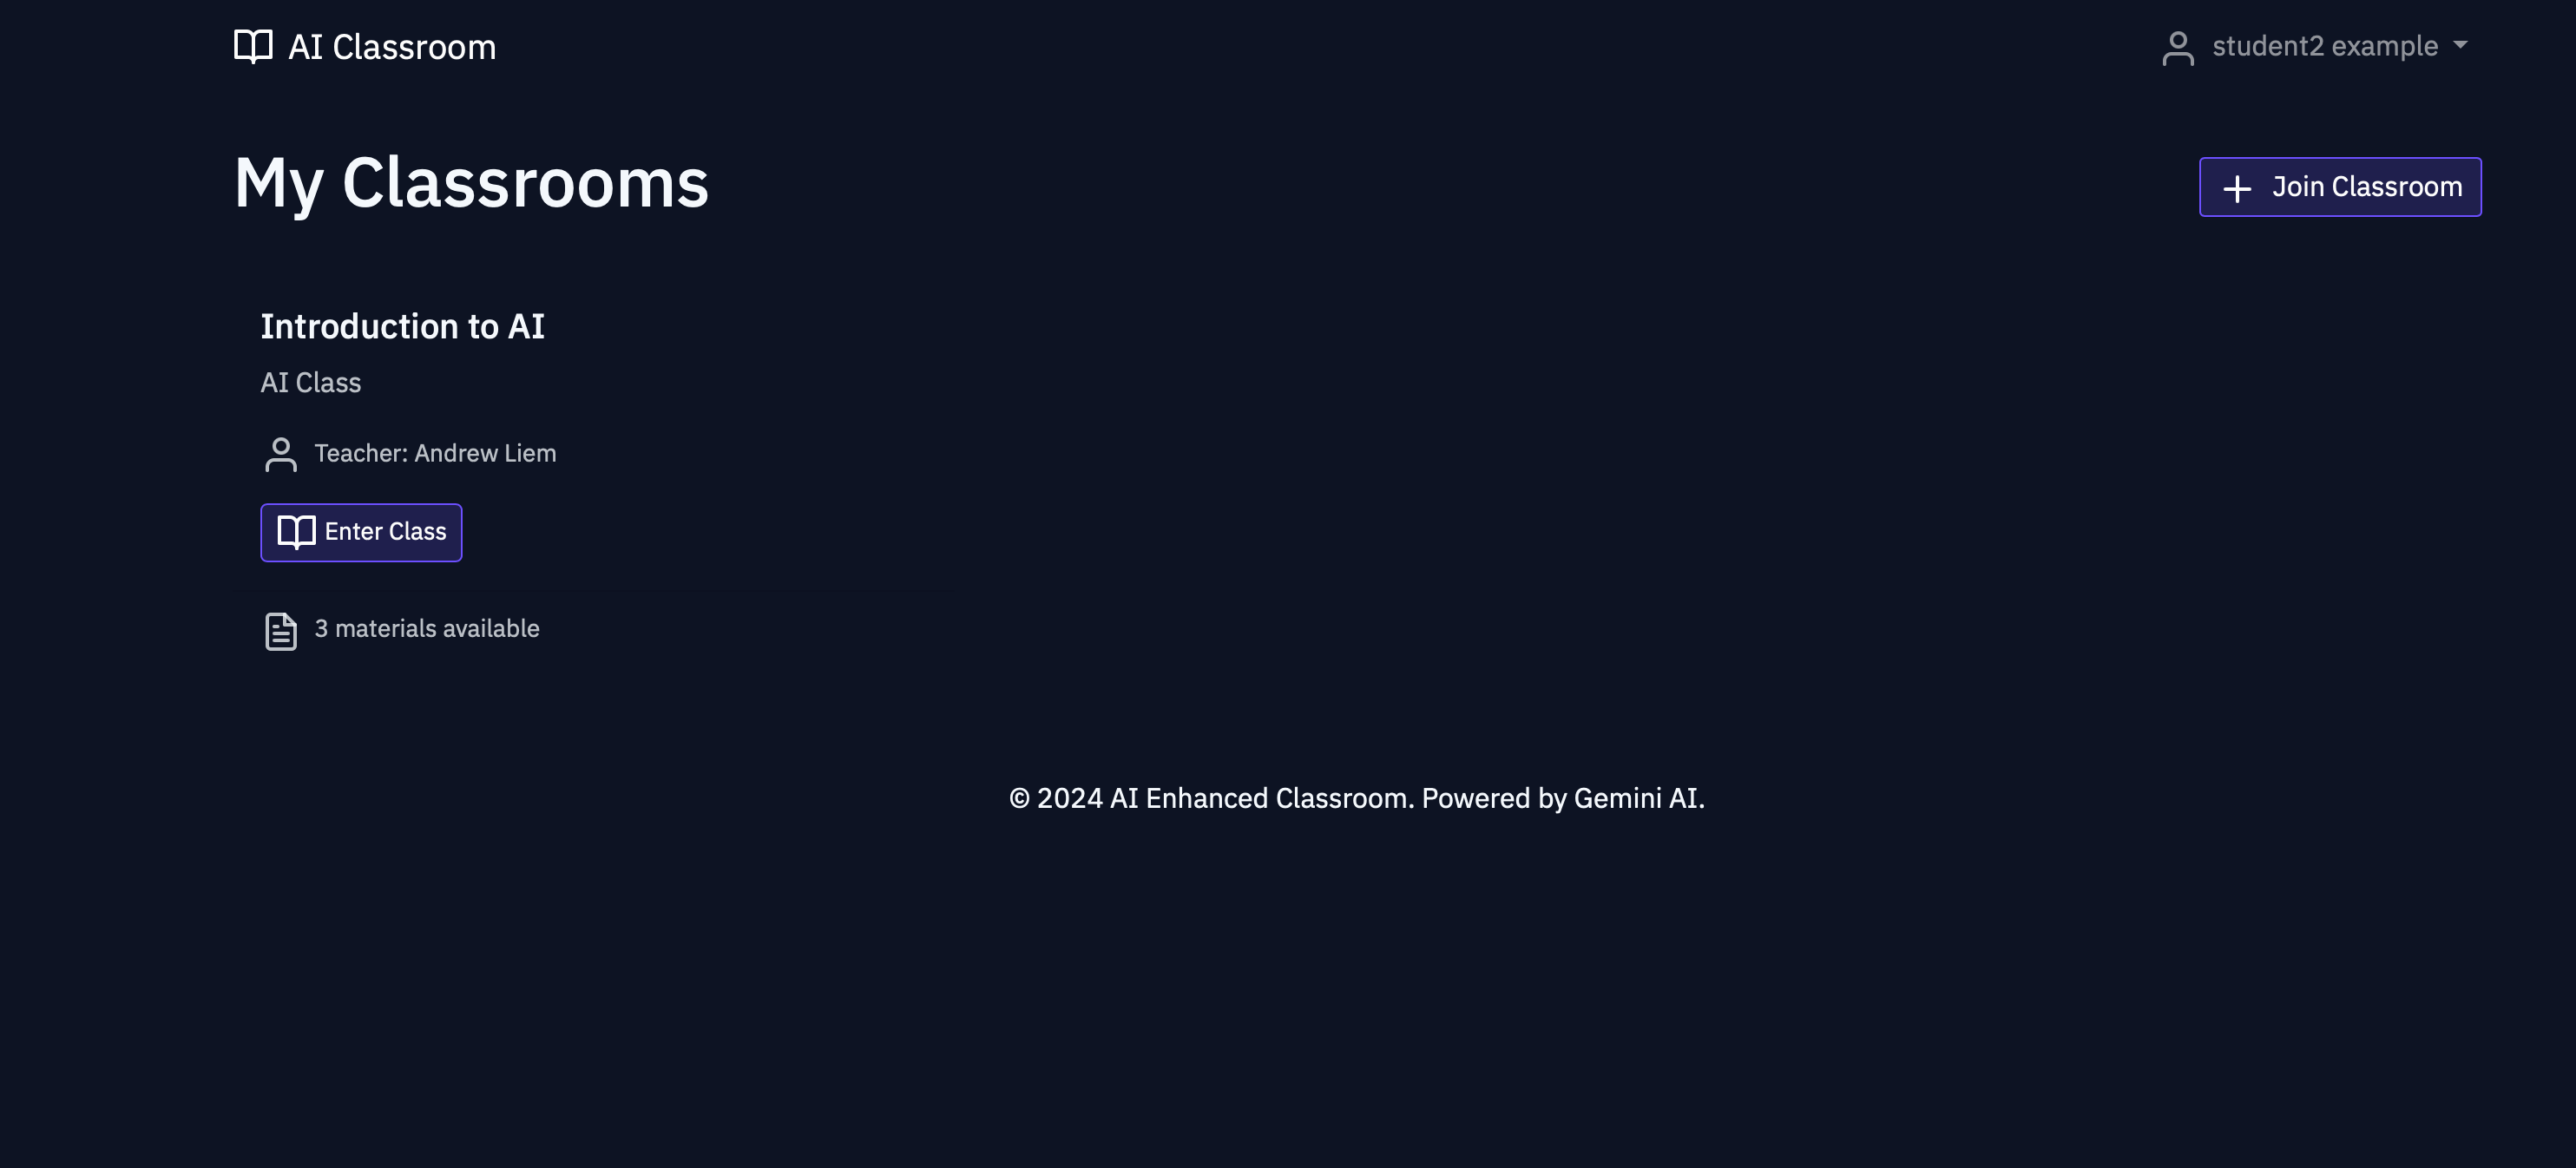 AI Classroom
student2 example
My Classrooms
Join Classroom
Introduction to AI
AI Class
Teacher: Andrew Liem
Enter Class
3 materials available
© 2024 AI Enhanced Classroom. Powered by Gemini AI.